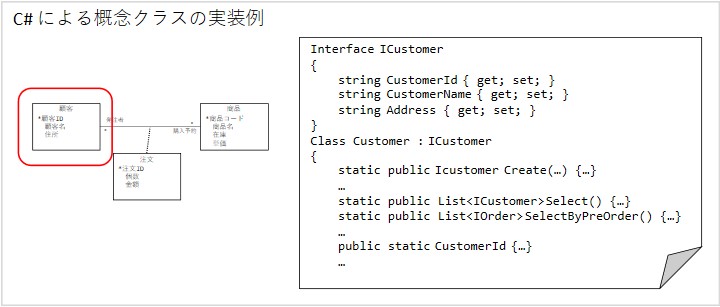 C# による概念クラスの実装例
顧客
*顧客ID
顧客名
住所
*
*
購入予約
商品
*商品コード
商品名
在庫
単価
注文
*注文ID
個数
金額
Interface ICustomer
{
string CustomerId { get; set; }
string CustomerName { get; set; }
string Address { get; set; }
}
Class Customer : ICustomer
{
static public Icustomer Create(…) {…}
…
static public List<ICustomer>Select() {…}
static public List<IOrder>SelectByPreOrder() {…}
…
public static CustomerId {…}
…